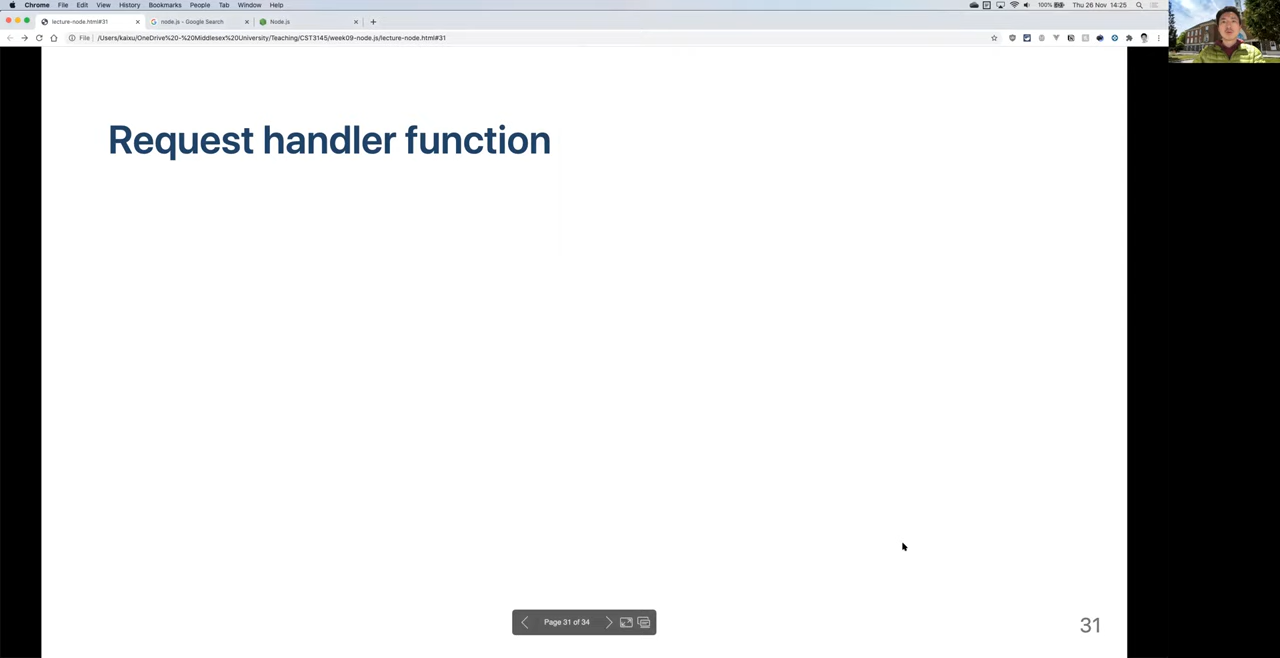 Chrome File Edit View History Bookmarks People Tab Window Help 100% Thu 26 Nov 14:25
lecture-node.html#31 node.js - Google Search Node.js
File /Users/kaixu/OneDrive%20-%20Middlesex%20University/Teaching/CST3145/week09-node.js/lecture-node.html#31
Request handler function
Page 31 of 34
31